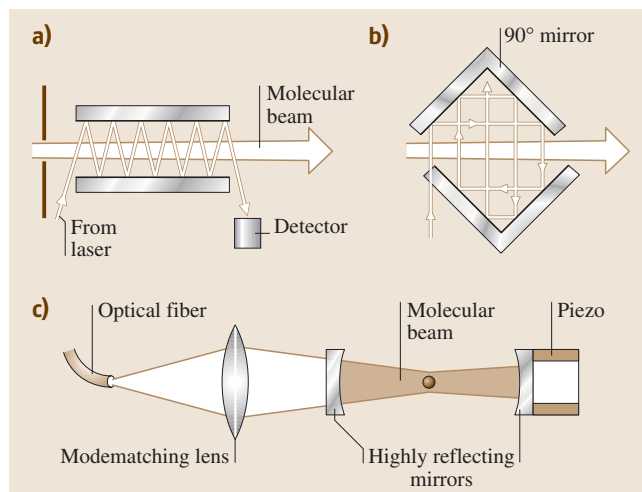 a)
Molecular
beam
From
laser
Detector
b)
90° mirror
c)
Optical fiber
Molecular
beam
Piezo
Modematching lens
Highly reflecting
mirrors